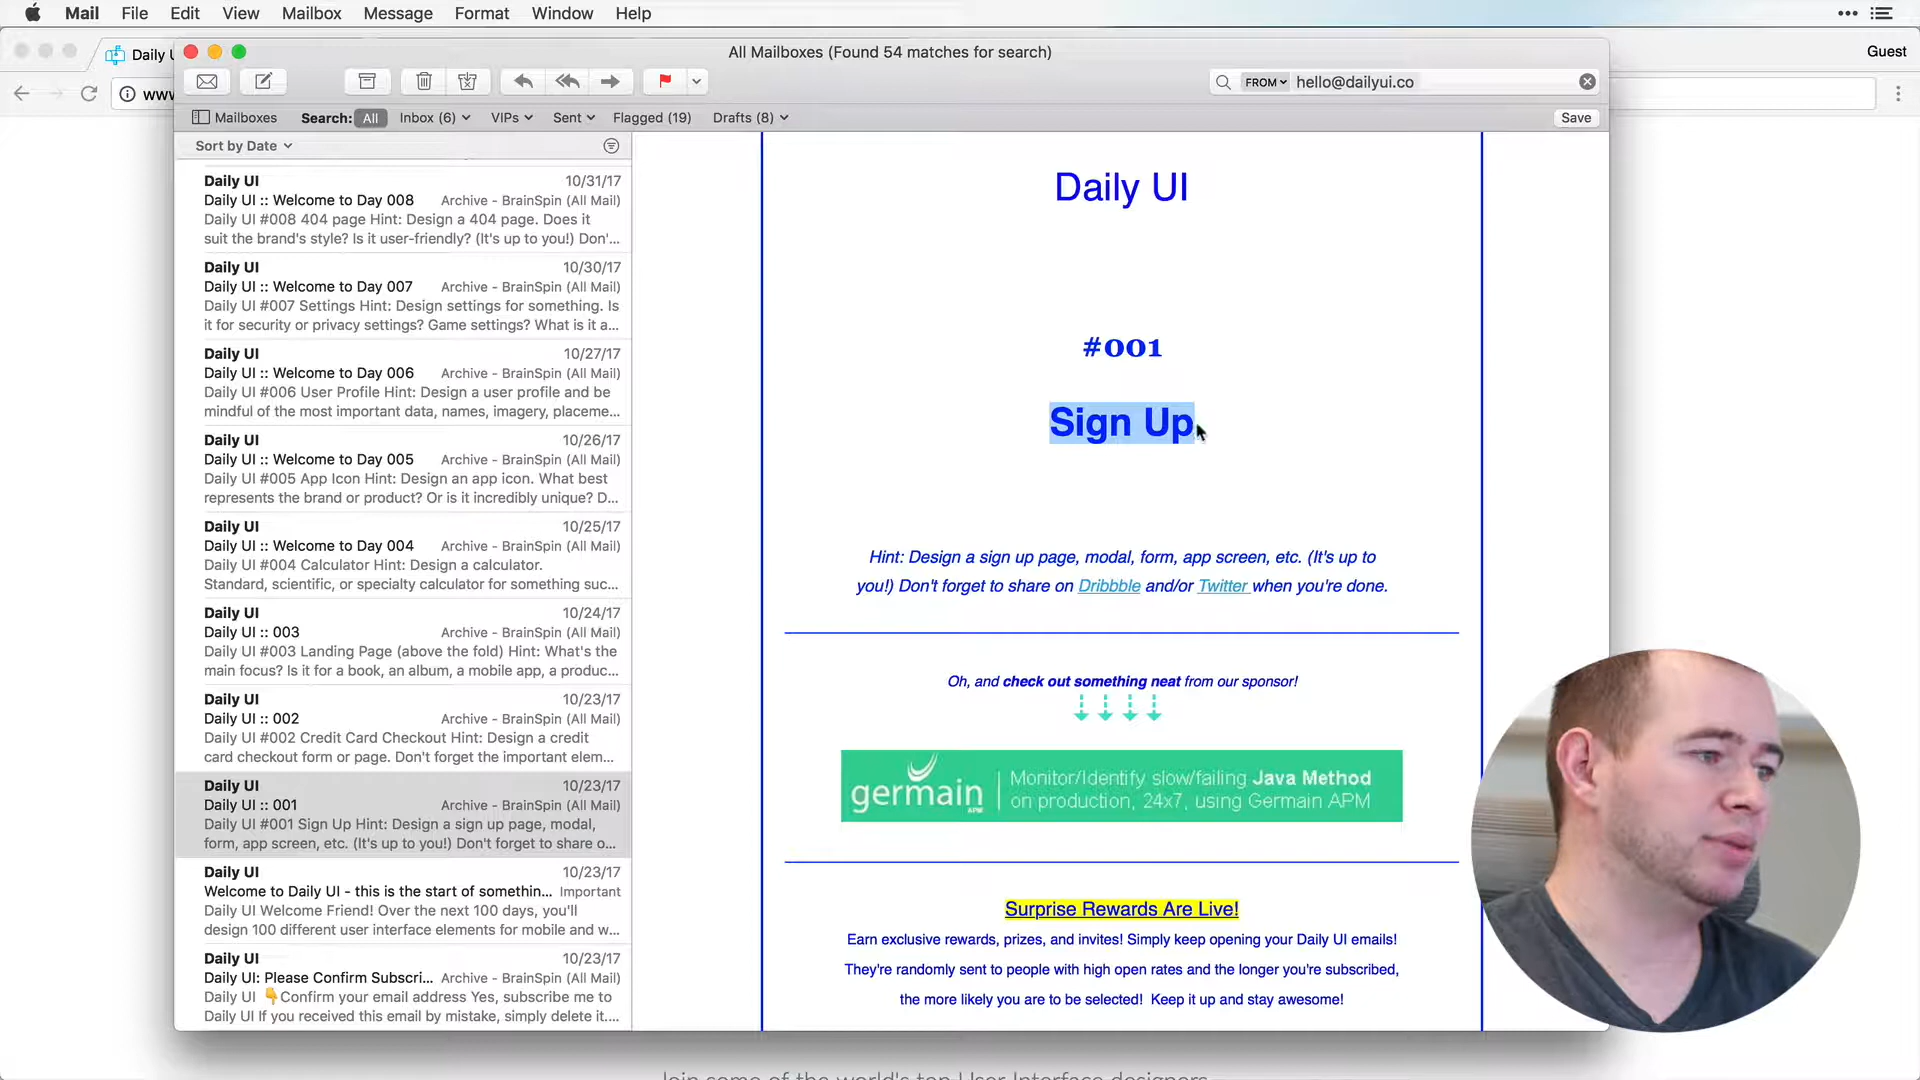 Mail File Edit View Mailbox Message Format Window Help
Daily U
Guest
All Mailboxes (Found 54 matches for search)
www
FROM hello@dailyui.co
Mailboxes Search: All Inbox (6) VIPs Sent Flagged (19) Drafts (8) Save
Sort by Date
Daily UI 10/31/17
Daily UI :: Welcome to Day 008 Archive - BrainSpin (All Mail)
Daily UI #008 404 page Hint: Design a 404 page. Does it
suit the brand's style? Is it user-friendly? (It's up to you!) Don'...
Daily UI 10/30/17
Daily UI :: Welcome to Day 007 Archive - BrainSpin (All Mail)
Daily UI #007 Settings Hint: Design settings for something. Is
it for security or privacy settings? Game settings? What is it a...
Daily UI 10/27/17
Daily UI :: Welcome to Day 006 Archive - BrainSpin (All Mail)
Daily UI #006 User Profile Hint: Design a user profile and be
mindful of the most important data, names, imagery, placeme...
Daily UI 10/26/17
Daily UI :: Welcome to Day 005 Archive - BrainSpin (All Mail)
Daily UI #005 App Icon Hint: Design an app icon. What best
represents the brand or product? Or is it incredibly unique? D...
Daily UI 10/25/17
Daily UI :: Welcome to Day 004 Archive - BrainSpin (All Mail)
Daily UI #004 Calculator Hint: Design a calculator.
Standard, scientific, or specialty calculator for something suc...
Daily UI 10/24/17
Daily UI :: 003 Archive - BrainSpin (All Mail)
Daily UI #003 Landing Page (above the fold) Hint: What's the
main focus? Is it for a book, an album, a mobile app, a produc...
Daily UI 10/23/17
Daily UI :: 002 Archive - BrainSpin (All Mail)
Daily UI #002 Credit Card Checkout Hint: Design a credit
card checkout form or page. Don't forget the important elem...
Daily UI 10/23/17
Daily UI :: 001 Archive - BrainSpin (All Mail)
Daily UI #001 Sign Up Hint: Design a sign up page, modal,
form, app screen, etc. (It's up to you!) Don't forget to share o...
Daily UI 10/23/17
Welcome to Daily UI - this is the start of somethin... Important
Daily UI Welcome Friend! Over the next 100 days, you'll
design 100 different user interface elements for mobile and w...
Daily UI 10/23/17
Daily UI: Please Confirm Subscri... Archive - BrainSpin (All Mail)
Daily UI 👇Confirm your email address Yes, subscribe me to
Daily UI If you received this email by mistake, simply delete it....
Daily UI
#001
Sign Up
Hint: Design a sign up page, modal, form, app screen, etc. (It's up to
you!) Don't forget to share on Dribbble and/or Twitter when you're done.
Oh, and check out something neat from our sponsor!
germain APM
Monitor/Identify slow/failing Java Method
on production, 24x7, using Germain APM
Surprise Rewards Are Live!
Earn exclusive rewards, prizes, and invites! Simply keep opening your Daily UI emails!
They're randomly sent to people with high open rates and the longer you're subscribed,
the more likely you are to be selected! Keep it up and stay awesome!
Join some of the world's top User Interface designers